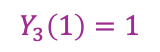 Y₃(1) = 1